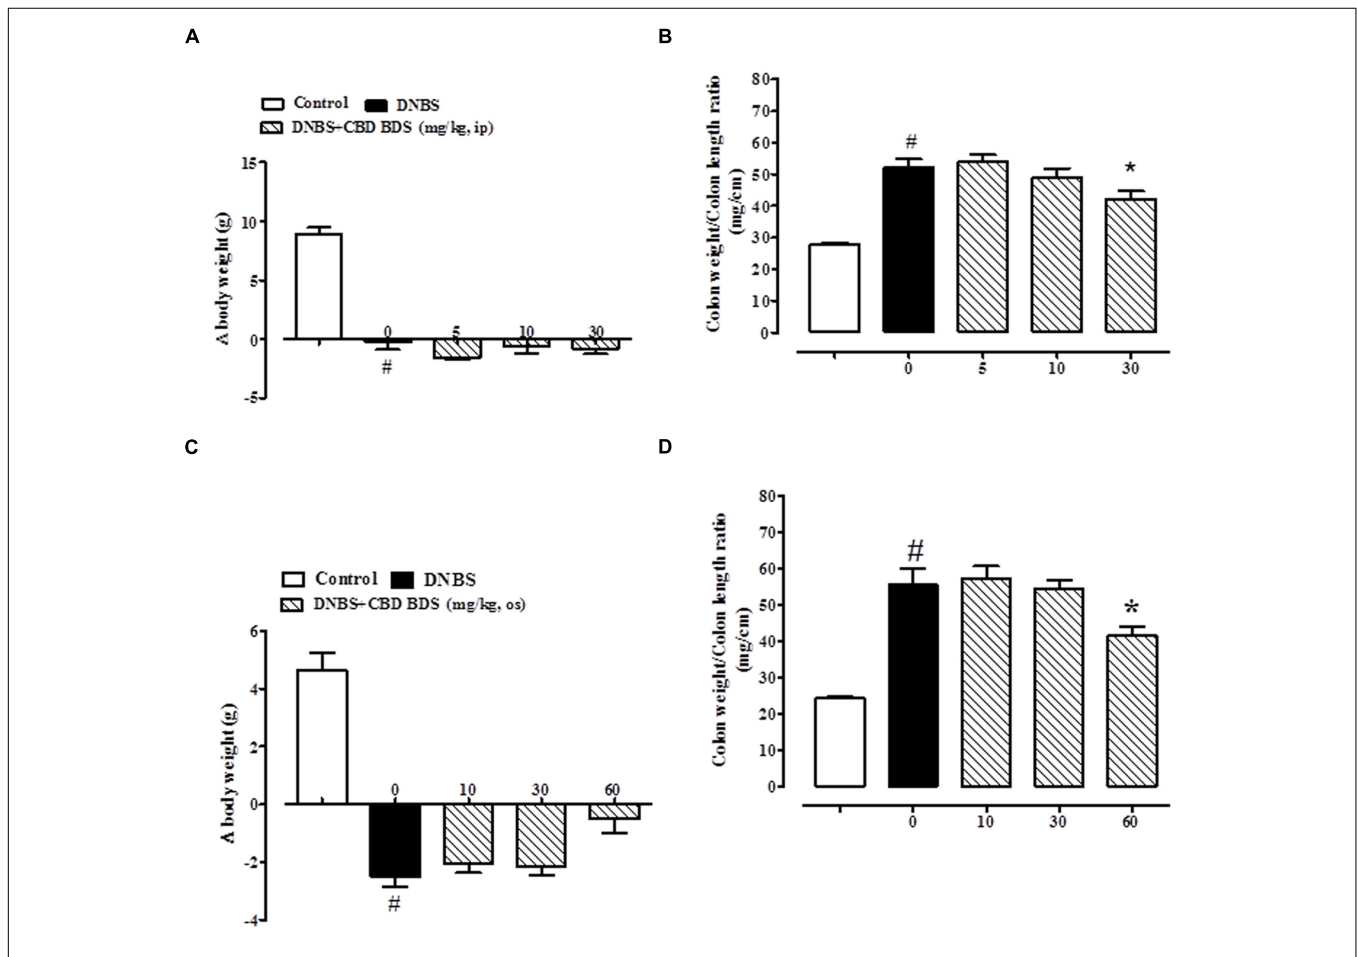 A
Control DNBS
DNBS+CBD BDS (mg/kg, ip)
Δ body weight (g)
15
10
5
0
-5
0 5 10 30
#
B
Colon weight/Colon length ratio
(mg/cm)
80
70
60
50
40
30
20
10
0
#
*
0 5 10 30
C
Control DNBS
DNBS+CBD BDS (mg/kg, os)
Δ body weight (g)
6
4
2
0
-2
-4
0 10 30 60
#
D
Colon weight/Colon length ratio
(mg/cm)
80
70
60
50
40
30
20
10
0
#
*
0 10 30 60